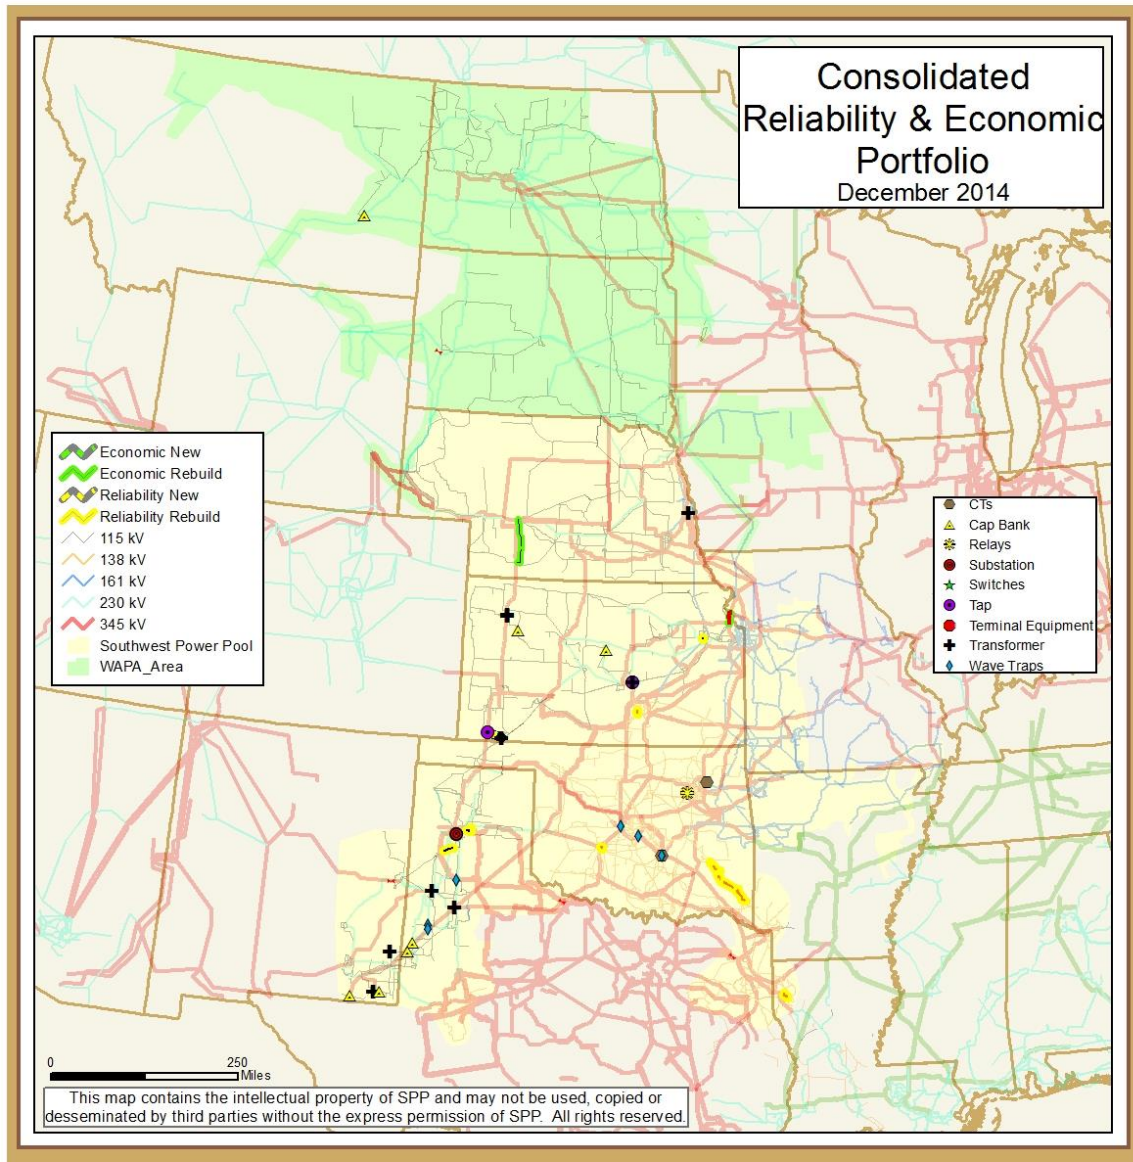 Consolidated
Reliability & Economic
Portfolio
December 2014
Economic New
Economic Rebuild
Reliability New
Reliability Rebuild
115 kV
138 kV
161 kV
230 kV
345 kV
Southwest Power Pool
WAPA_Area
CTs
Cap Bank
Relays
Substation
Switches
Tap
Terminal Equipment
Transformer
Wave Traps
0 250
Miles
This map contains the intellectual property of SPP and may not be used, copied or
desseminated by third parties without the express permission of SPP. All rights reserved.